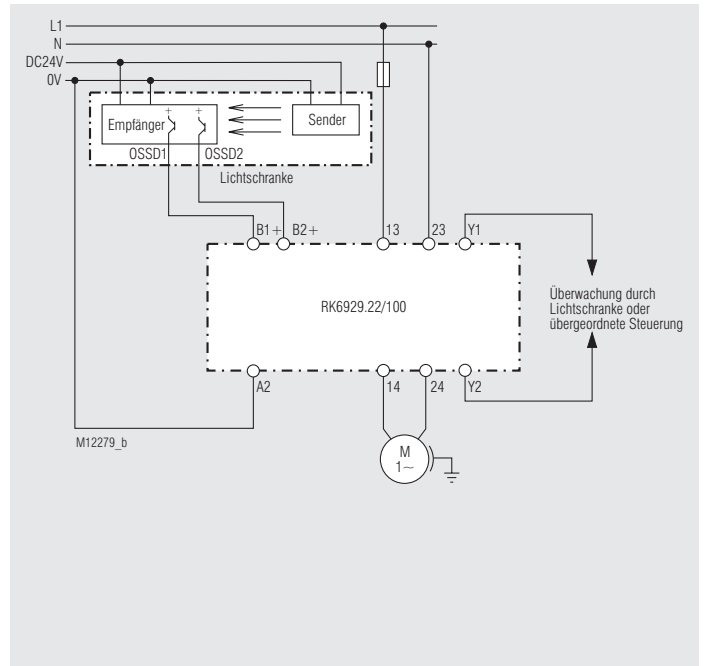 L1
N
DC24V
0V
Empfänger
+ +
Sender
OSSD1 OSSD2
Lichtschranke
B1+ B2+ 13 23 Y1
RK6929.22/100
Überwachung durch
Lichtschranke oder
übergeordnete Steuerung
A2 14 24 Y2
M12279_b
M
1~